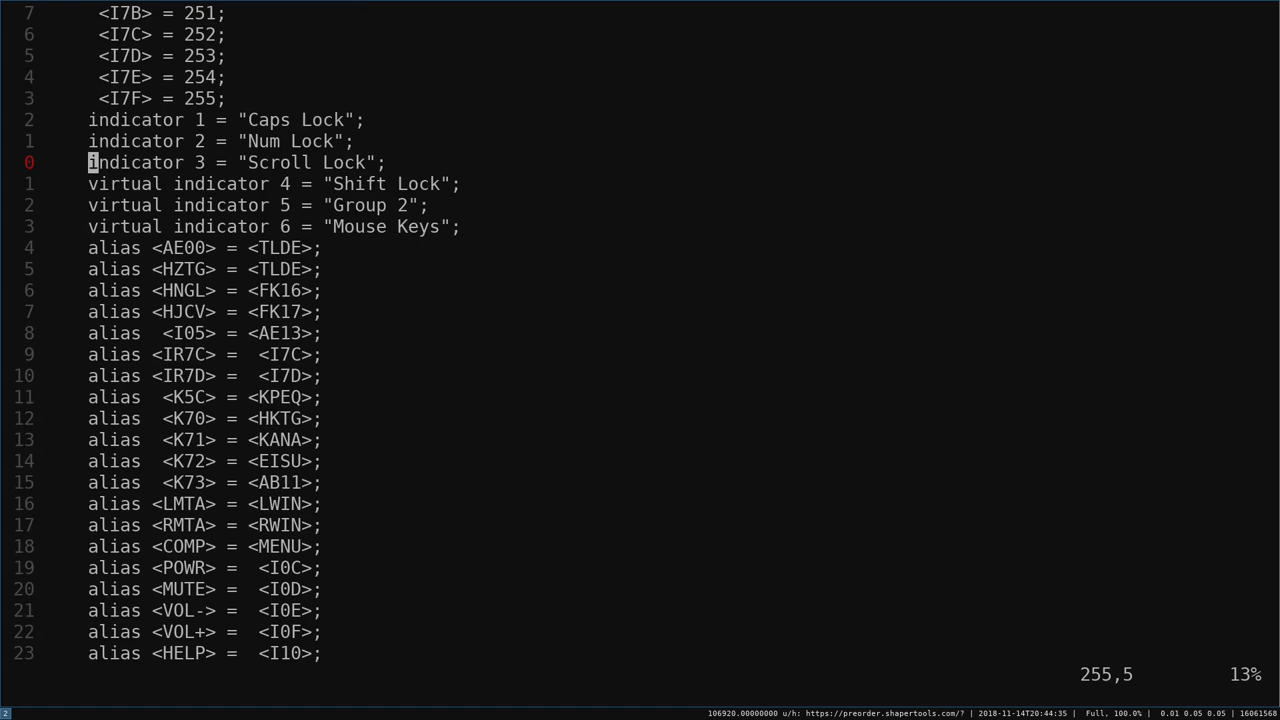 7      <I7B> = 251;
6      <I7C> = 252;
5      <I7D> = 253;
4      <I7E> = 254;
3      <I7F> = 255;
2     indicator 1 = "Caps Lock";
1     indicator 2 = "Num Lock";
0     indicator 3 = "Scroll Lock";
1     virtual indicator 4 = "Shift Lock";
2     virtual indicator 5 = "Group 2";
3     virtual indicator 6 = "Mouse Keys";
4     alias <AE00> = <TLDE>;
5     alias <HZTG> = <TLDE>;
6     alias <HNGL> = <FK16>;
7     alias <HJCV> = <FK17>;
8     alias  <I05> = <AE13>;
9     alias <IR7C> =  <I7C>;
10     alias <IR7D> =  <I7D>;
11     alias  <K5C> = <KPEQ>;
12     alias  <K70> = <HKTG>;
13     alias  <K71> = <KANA>;
14     alias  <K72> = <EISU>;
15     alias  <K73> = <AB11>;
16     alias <LMTA> = <LWIN>;
17     alias <RMTA> = <RWIN>;
18     alias <COMP> = <MENU>;
19     alias <POWR> =  <I0C>;
20     alias <MUTE> =  <I0D>;
21     alias <VOL-> =  <I0E>;
22     alias <VOL+> =  <I0F>;
23     alias <HELP> =  <I10>;
255,5         13%
2 106920.00000000 u/h: https://preorder.shapertools.com/? | 2018-11-14T20:44:35 |  Full, 100.0% |  0.01 0.05 0.05 | 16061568